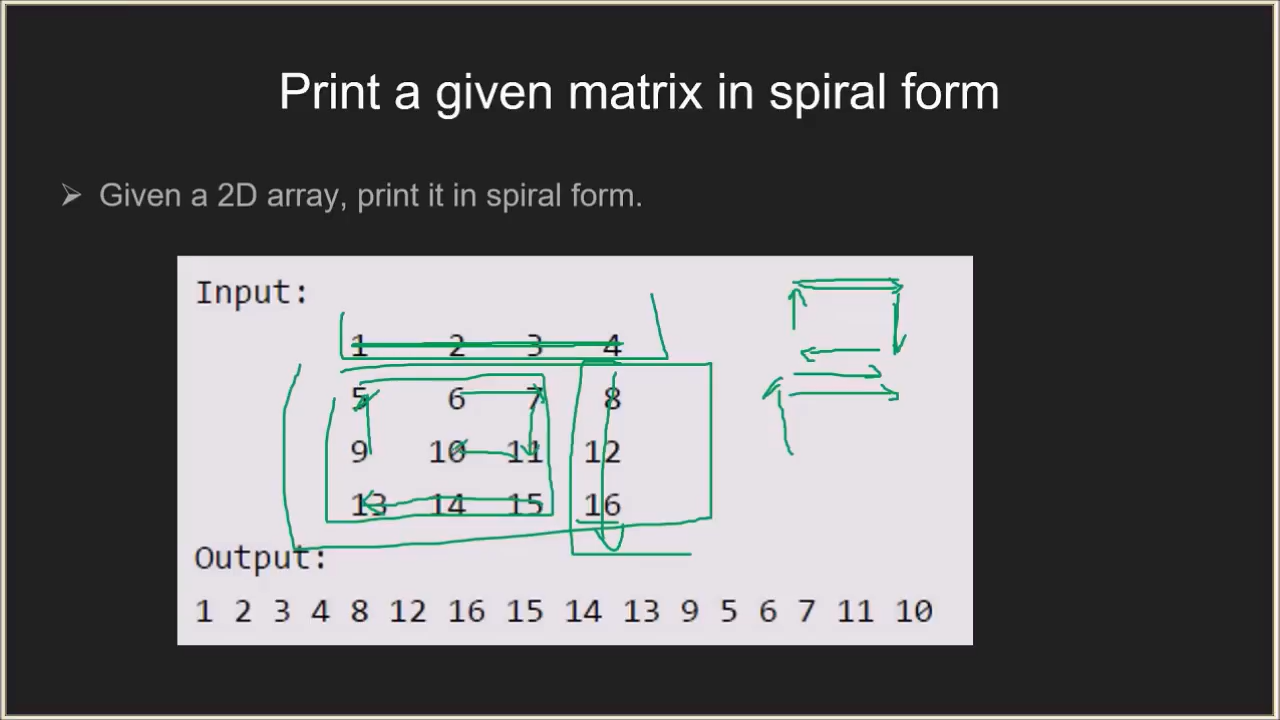 Print a given matrix in spiral form
➢ Given a 2D array, print it in spiral form.
Input:
1 2 3 4
5 6 7 8
9 10 11 12
13 14 15 16
Output:
1 2 3 4 8 12 16 15 14 13 9 5 6 7 11 10